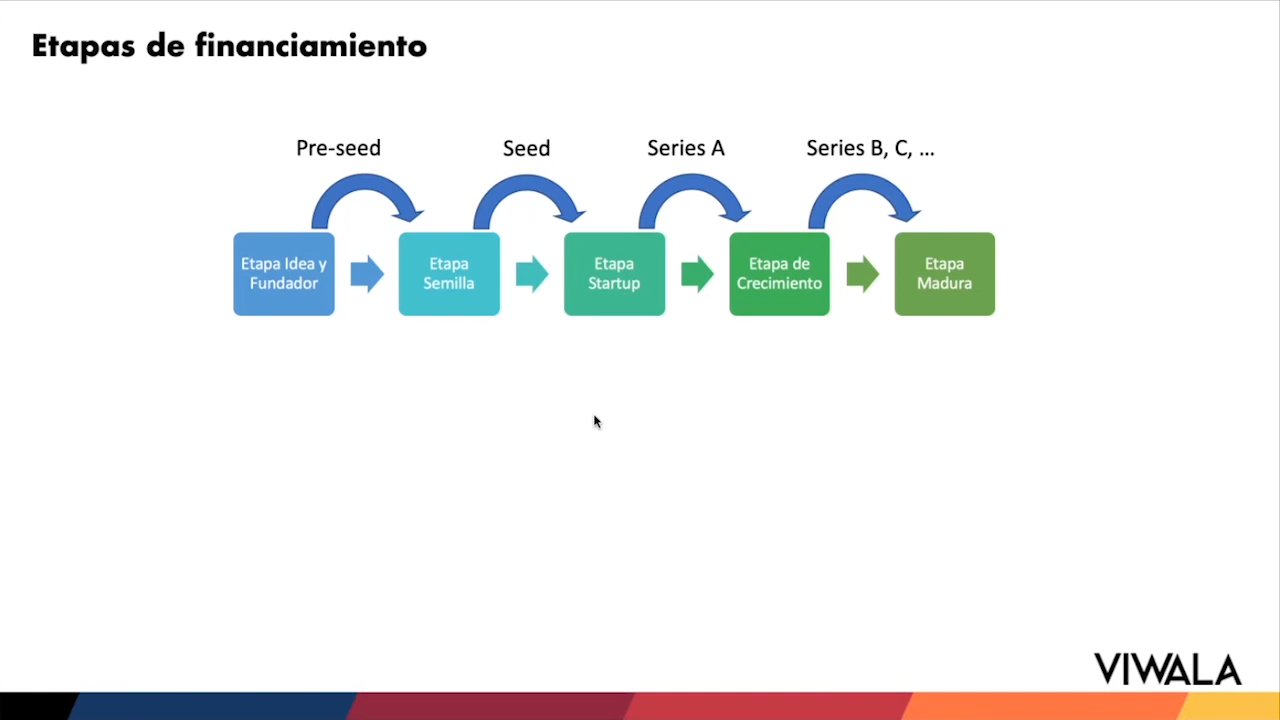 Etapas de financiamiento
Pre-seed
Seed
Series A
Series B, C, ...
Etapa Idea y
Fundador
Etapa
Semilla
Etapa
Startup
Etapa de
Crecimiento
Etapa
Madura
VIWALA